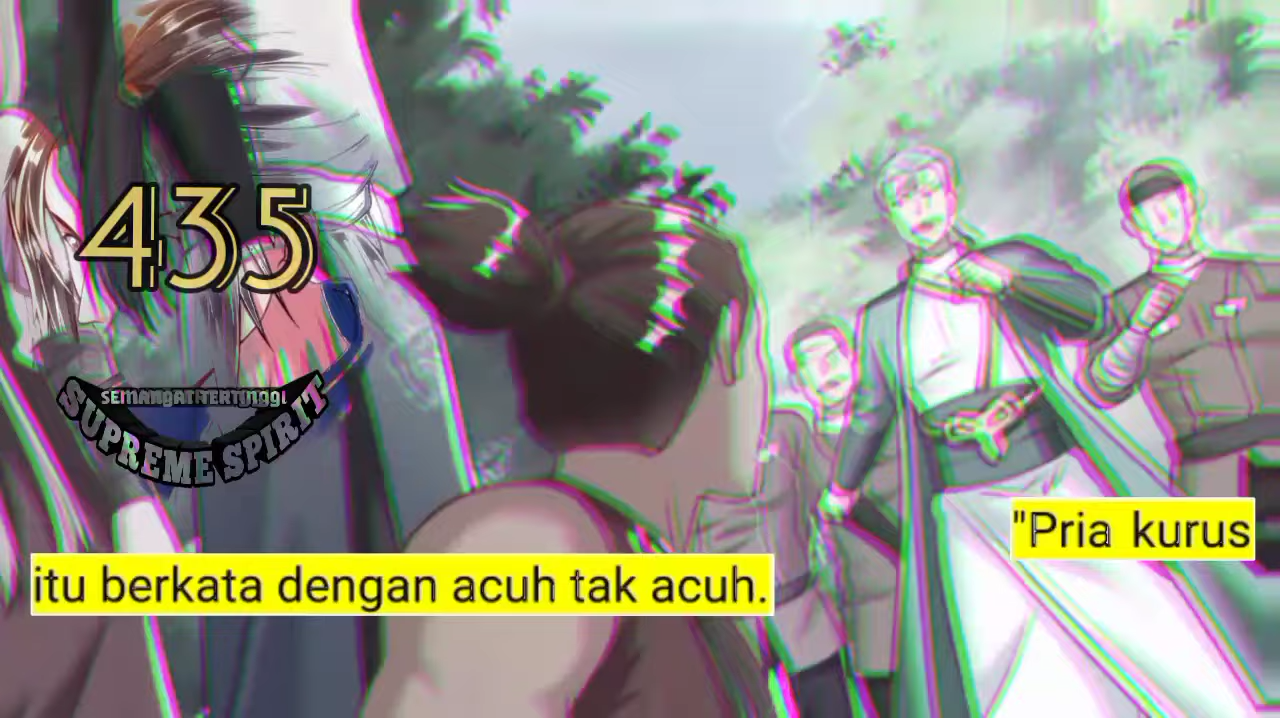 435
SEMANGAT TERTINGGI
SUPREME SPIRIT
"Pria kurus
itu berkata dengan acuh tak acuh.